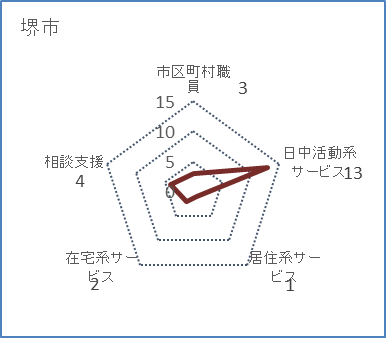 堺市
市区町村職
員
3
15
10
5
0
日中活動系
サービス
13
居住系サー
ビス
1
在宅系サー
ビス
2
相談支援
4